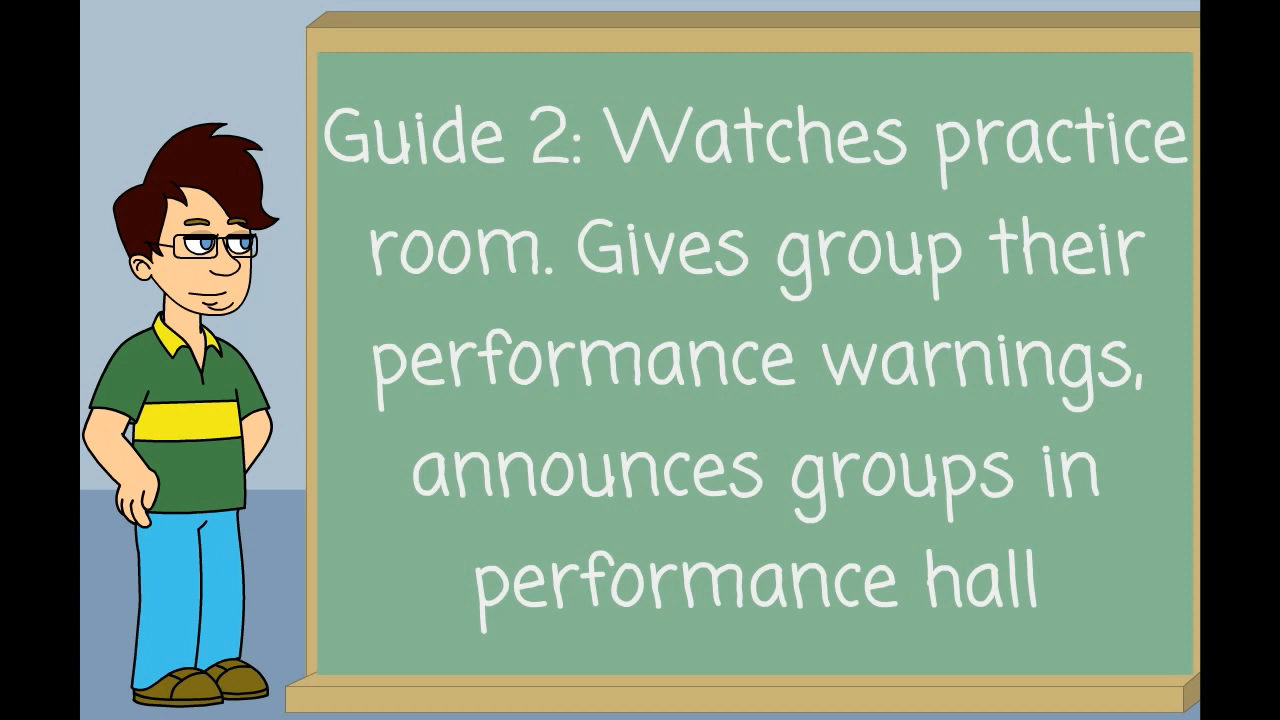 Guide 2: Watches practice
room. Gives group their
performance warnings,
announces groups in
performance hall